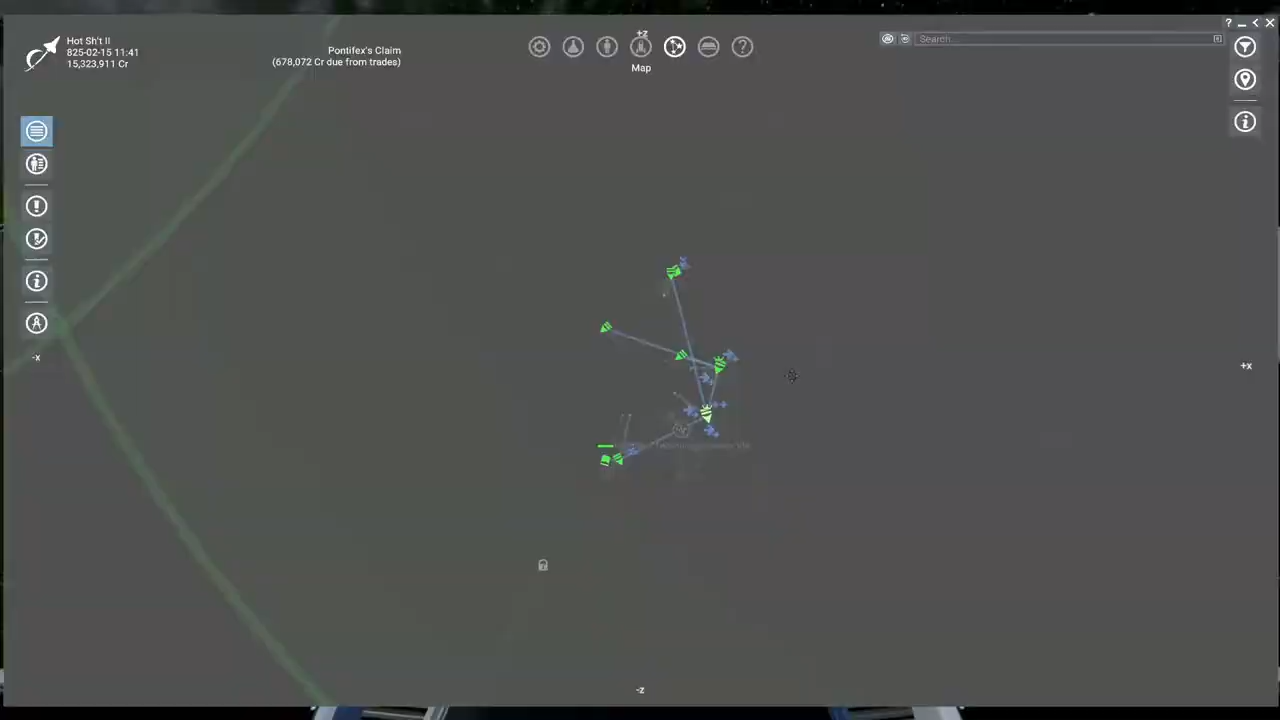 Hot Sh't II
825-02-15 11:41
15,323,911 Cr
Pontifex's Claim
(678,072 Cr due from trades)
+z
Map
Search...
-x
+x
-z